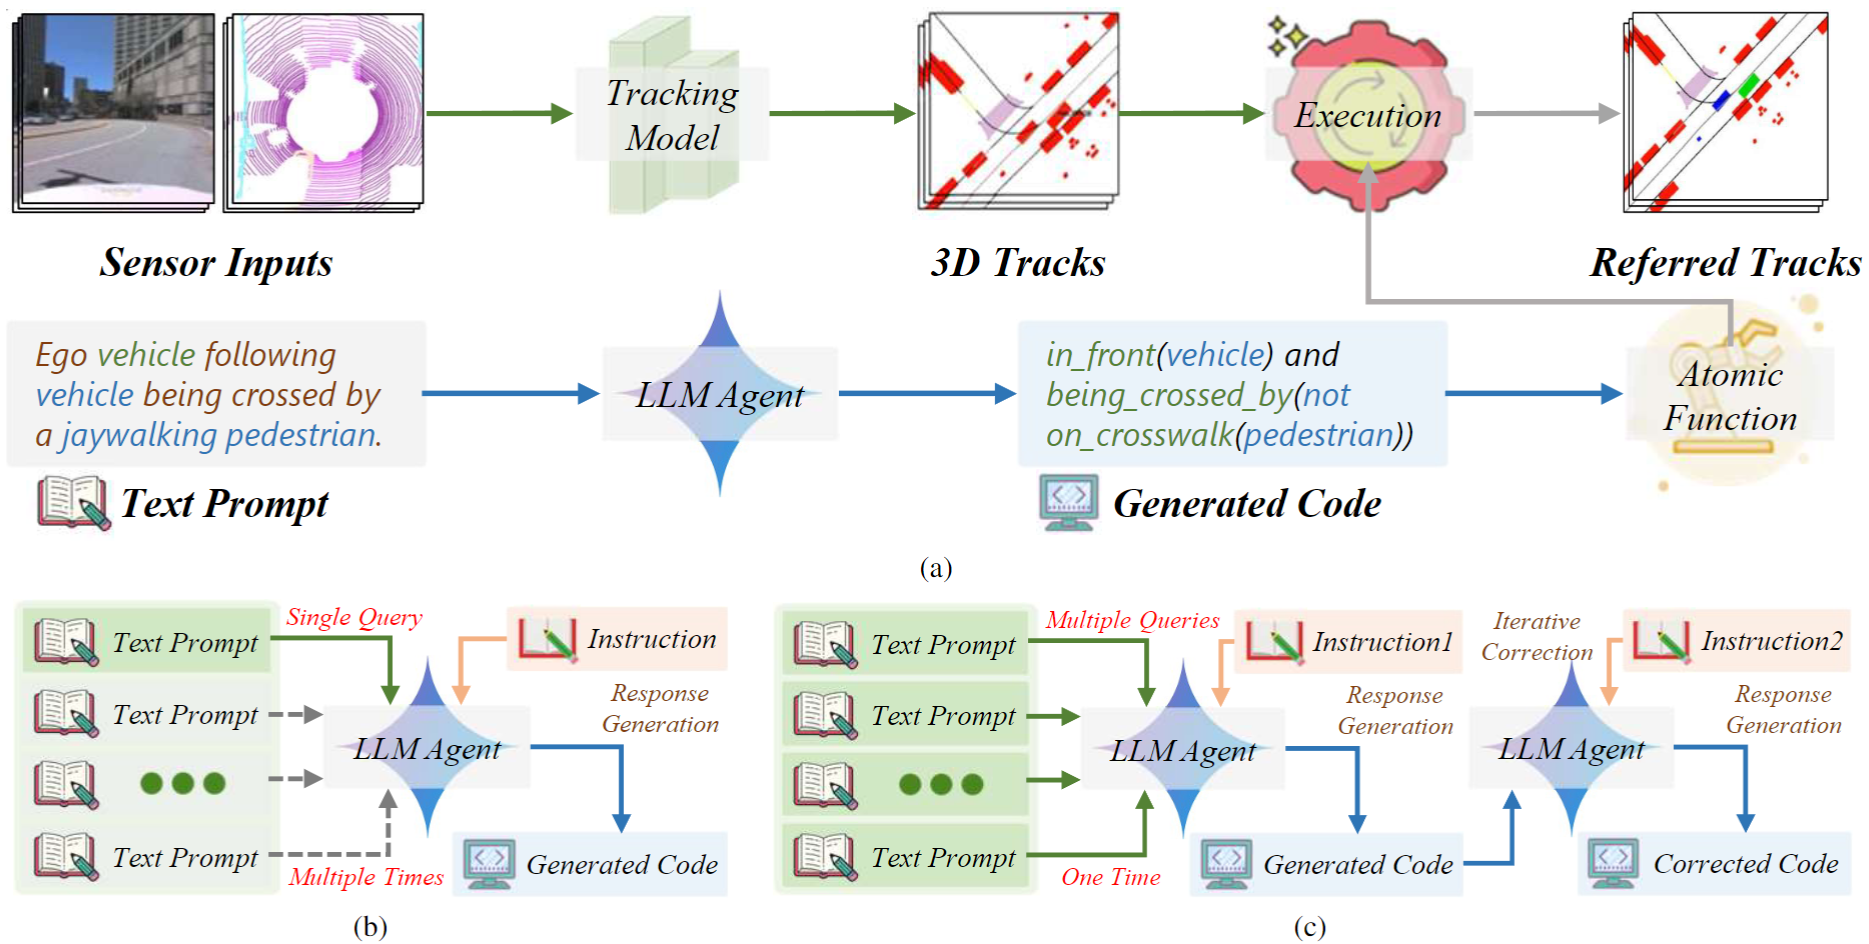 Tracking
Model
Execution
Sensor Inputs
3D Tracks
Referred Tracks
Ego vehicle following
vehicle being crossed by
a jaywalking pedestrian.
LLM Agent
in_front(vehicle) and
being_crossed_by(not
on_crosswalk(pedestrian))
Atomic
Function
Text Prompt
Generated Code
(a)
Single Query
Text Prompt
Text Prompt
Text Prompt
Multiple Times
Instruction
Response
Generation
LLM Agent
Generated Code
(b)
Multiple Queries
Text Prompt
Text Prompt
Text Prompt
One Time
Instruction1
Response
Generation
LLM Agent
Generated Code
Iterative
Correction
Instruction2
Response
Generation
LLM Agent
Corrected Code
(c)